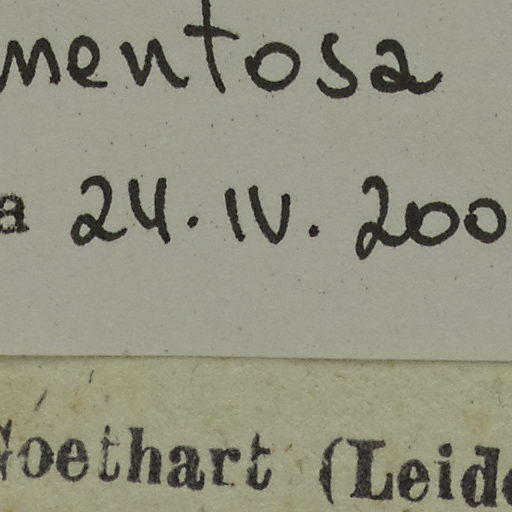 mentosa
a 24. IV. 200
Goethart (Leide